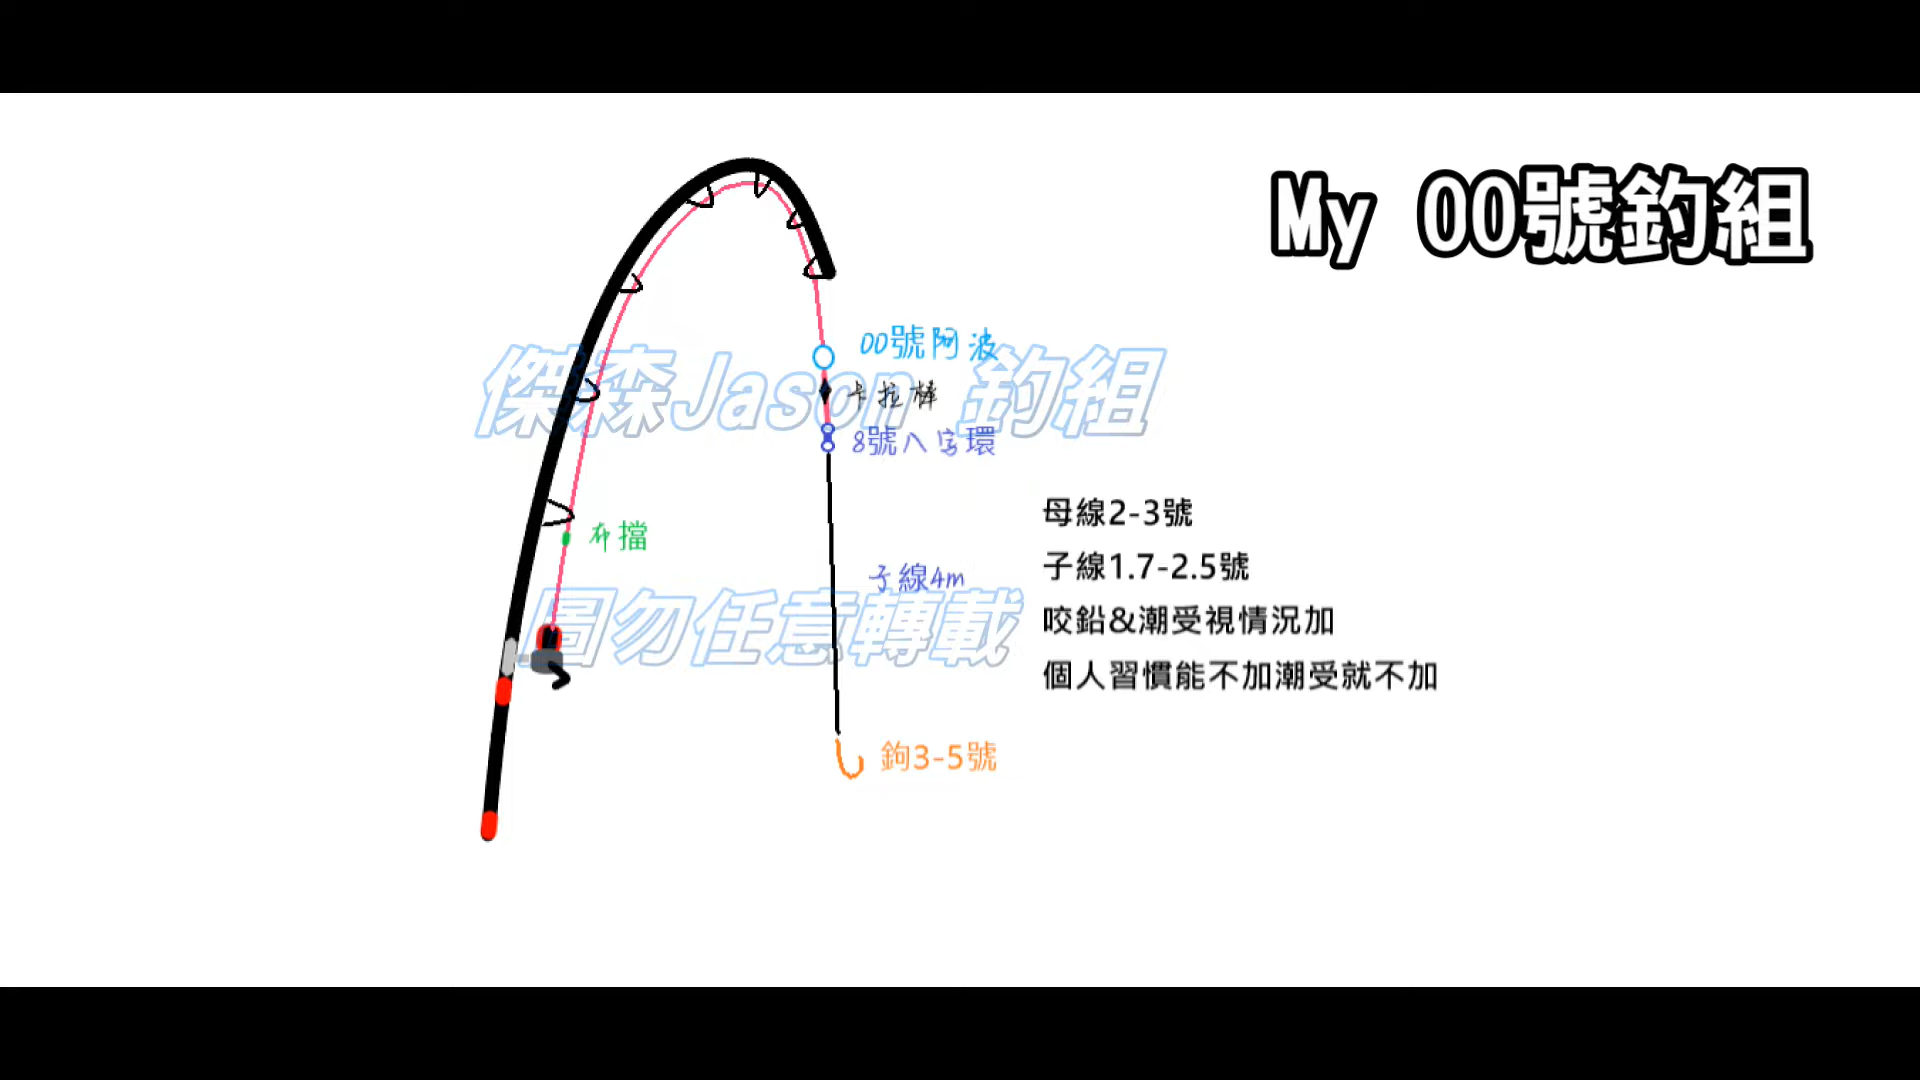 My 00號釣組
00號阿波
傑森Jason 釣組
卡拉棒
8號八字環
母線2-3號
布擋
子線1.7-2.5號
子線4m
圖勿任意轉載
咬鉛&潮受視情況加
個人習慣能不加潮受就不加
鉤3-5號